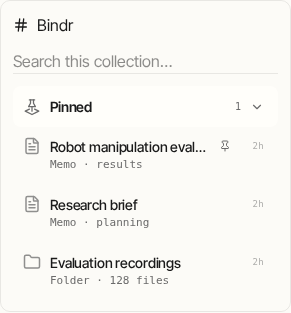 # Bindr
Search this collection...
Pinned 1
Robot manipulation eval... 2h
Memo · results
Research brief 2h
Memo · planning
Evaluation recordings 2h
Folder · 128 files